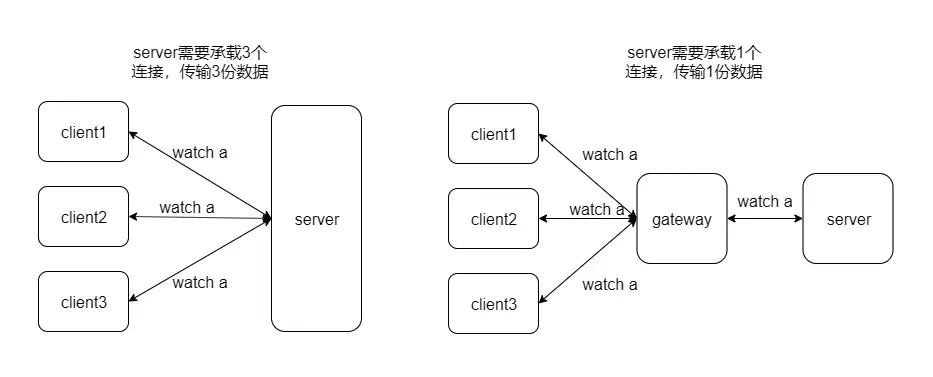 server需要承载3个
连接，传输3份数据
client1
watch a
client2
watch a
server
client3
watch a
server需要承载1个
连接，传输1份数据
client1
watch a
client2
watch a
gateway
watch a
server
client3
watch a